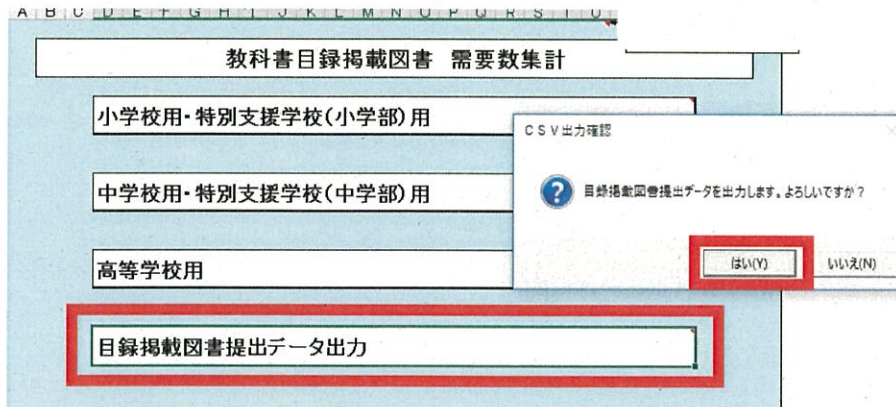 A B C D E F G H I J K L M N O P Q R S T U
教科書目録掲載図書 需要数集計
小学校用・特別支援学校(小学部)用
CSV出力確認
目録掲載図書提出データを出力します。よろしいですか？
中学校用・特別支援学校(中学部)用
はい(Y) いいえ(N)
高等学校用
目録掲載図書提出データ出力